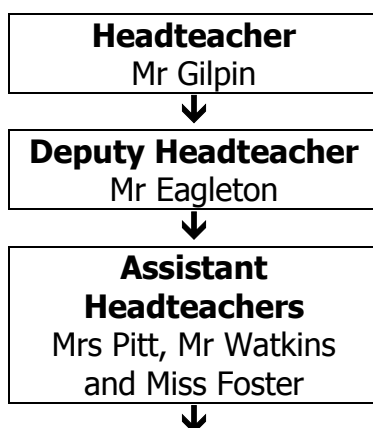 Headteacher
Mr Gilpin
Deputy Headteacher
Mr Eagleton
Assistant
Headteachers
Mrs Pitt, Mr Watkins
and Miss Foster